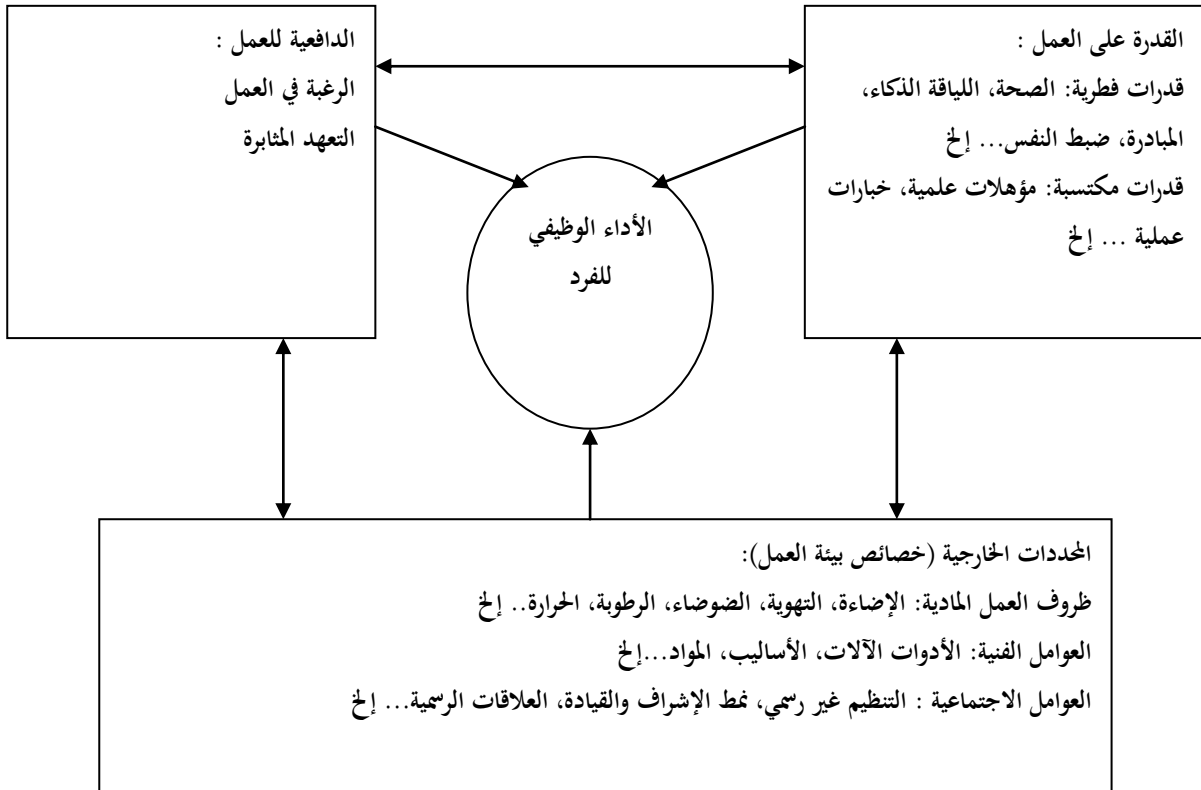 القدرة على العمل :
قدرات فطرية: الصحة، اللياقة الذكاء،
المبادرة، ضبط النفس... إلخ
قدرات مكتسبة: مؤهلات علمية، خبارات
عملية ... إلخ
الدافعية للعمل :
الرغبة في العمل
التعهد المثابرة
الأداء الوظيفي
للفرد
المحددات الخارجية (خصائص بيئة العمل):
ظروف العمل المادية: الإضاءة، التهوية، الضوضاء، الرطوبة، الحرارة.. إلخ
العوامل الفنية: الأدوات الآلات، الأساليب، المواد...إلخ
العوامل الاجتماعية : التنظيم غير رسمي، نمط الإشراف والقيادة، العلاقات الرسمية... إلخ